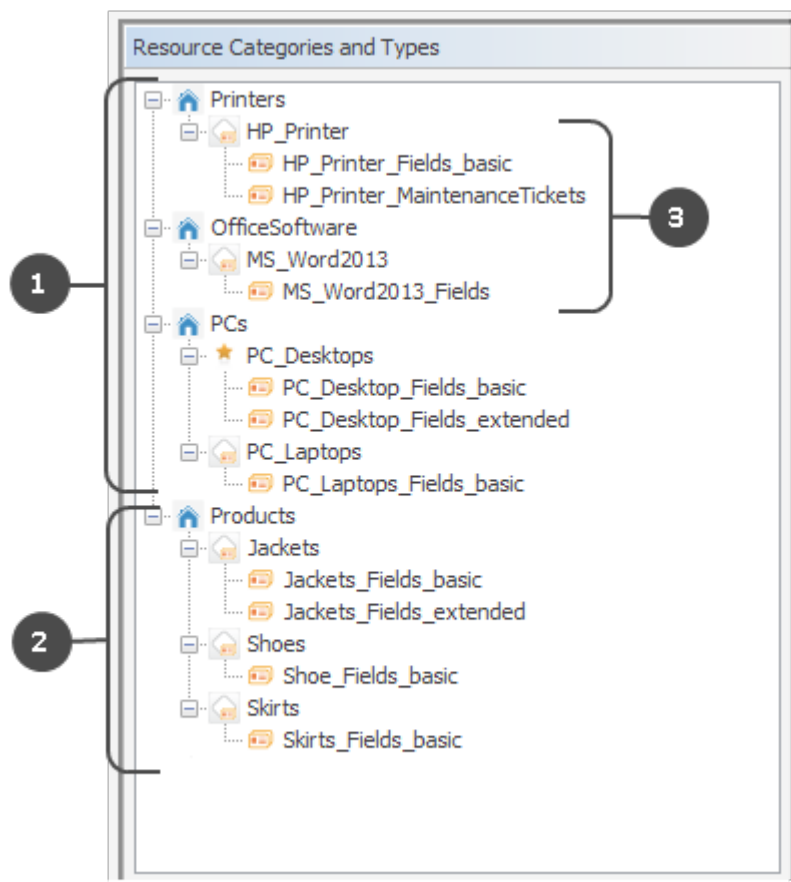 Resource Categories and Types
Printers
HP_Printer
HP_Printer_Fields_basic
HP_Printer_MaintenanceTickets
3
OfficeSoftware
MS_Word2013
1
MS_Word2013_Fields
PCs
PC_Desktops
PC_Desktop_Fields_basic
PC_Desktop_Fields_extended
PC_Laptops
PC_Laptops_Fields_basic
Products
Jackets
Jackets_Fields_basic
Jackets_Fields_extended
2
Shoes
Shoe_Fields_basic
Skirts
Skirts_Fields_basic